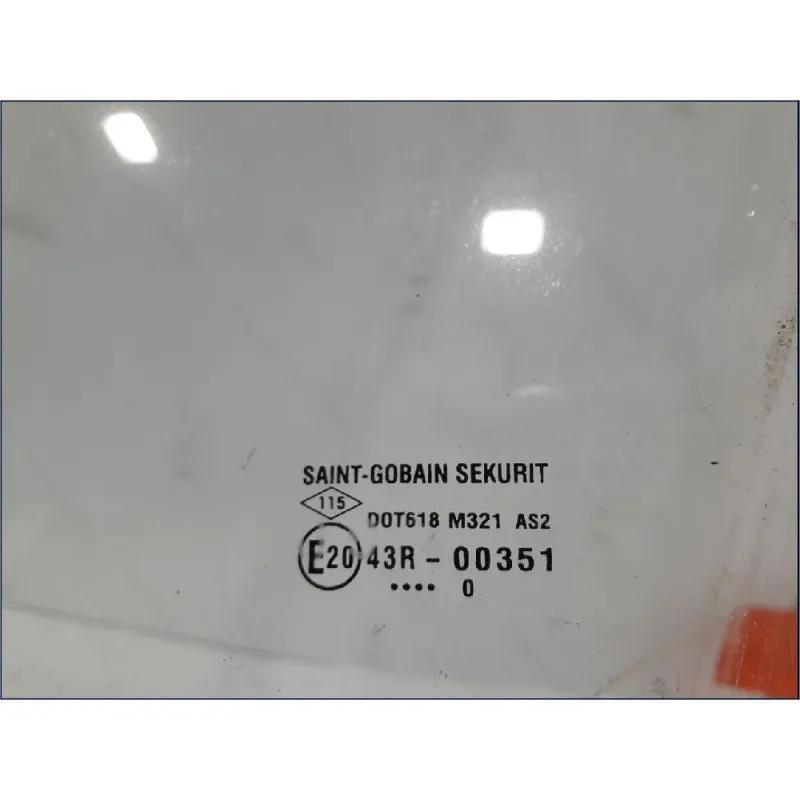 SAINT-GOBAIN SEKURIT
115
DOT618 M321 AS2
E20 43R - 00351
.... 0